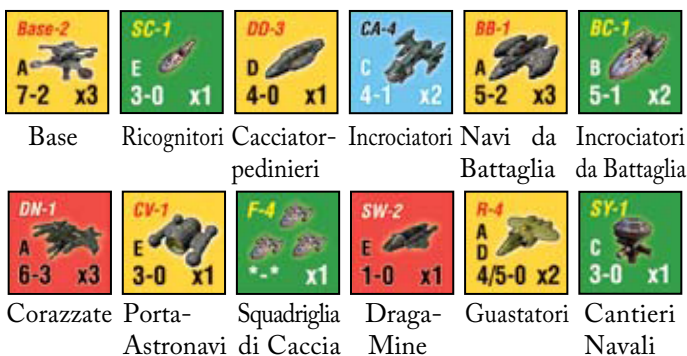 Base-2 SC-1 DD-3 CA-4 BB-1 BC-1
A E D C A B
7-2 x3 3-0 x1 4-0 x1 4-1 x2 5-2 x3 5-1 x2
Base Ricognitori Cacciator- Incrociatori Navi da Incrociatori
pedinieri Battaglia da Battaglia
DN-1 CV-1 F-4 SW-2 R-4 SY-1
A E E A C
D
6-3 x3 3-0 x1 *-* x1 1-0 x1 4/5-0 x2 3-0 x1
Corazzate Porta- Squadriglia Draga- Guastatori Cantieri
Astronavi di Caccia Mine Navali